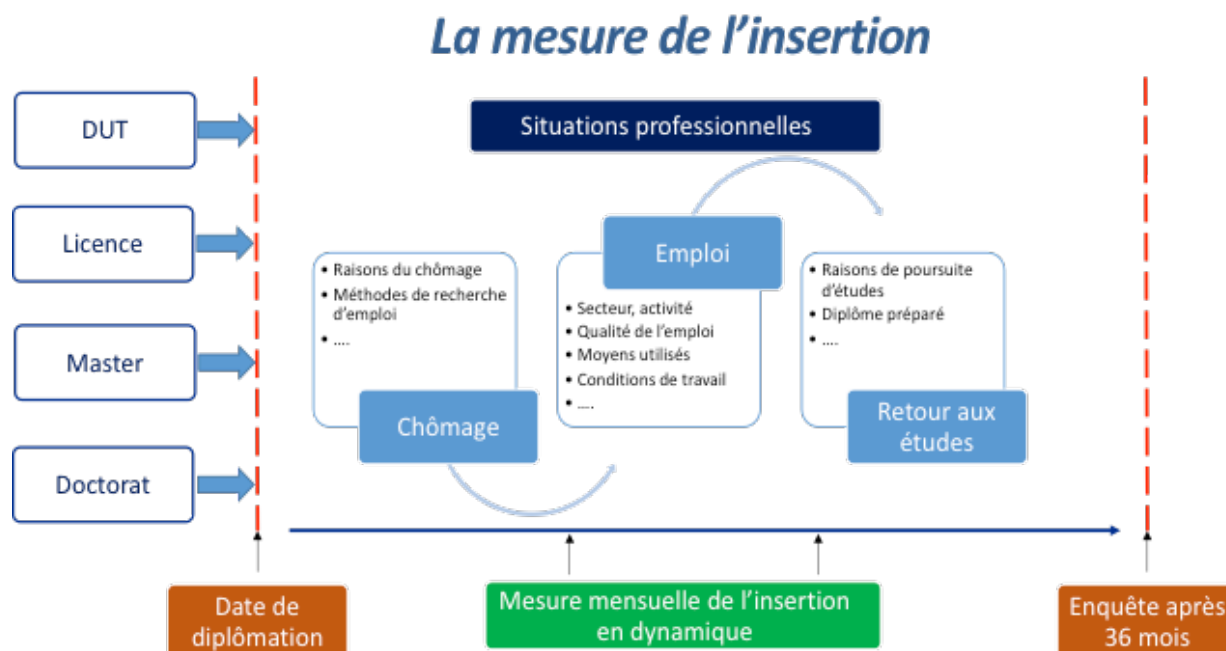 La mesure de l'insertion
DUT
Licence
Master
Doctorat
Situations professionnelles
• Raisons du chômage
• Méthodes de recherche
d'emploi
• ....
Chômage
Emploi
• Secteur, activité
• Qualité de l'emploi
• Moyens utilisés
• Conditions de travail
• ....
• Raisons de poursuite
d'études
• Diplôme préparé
• ....
Retour aux
études
Date de
diplômation
Mesure mensuelle de l'insertion
en dynamique
Enquête après
36 mois